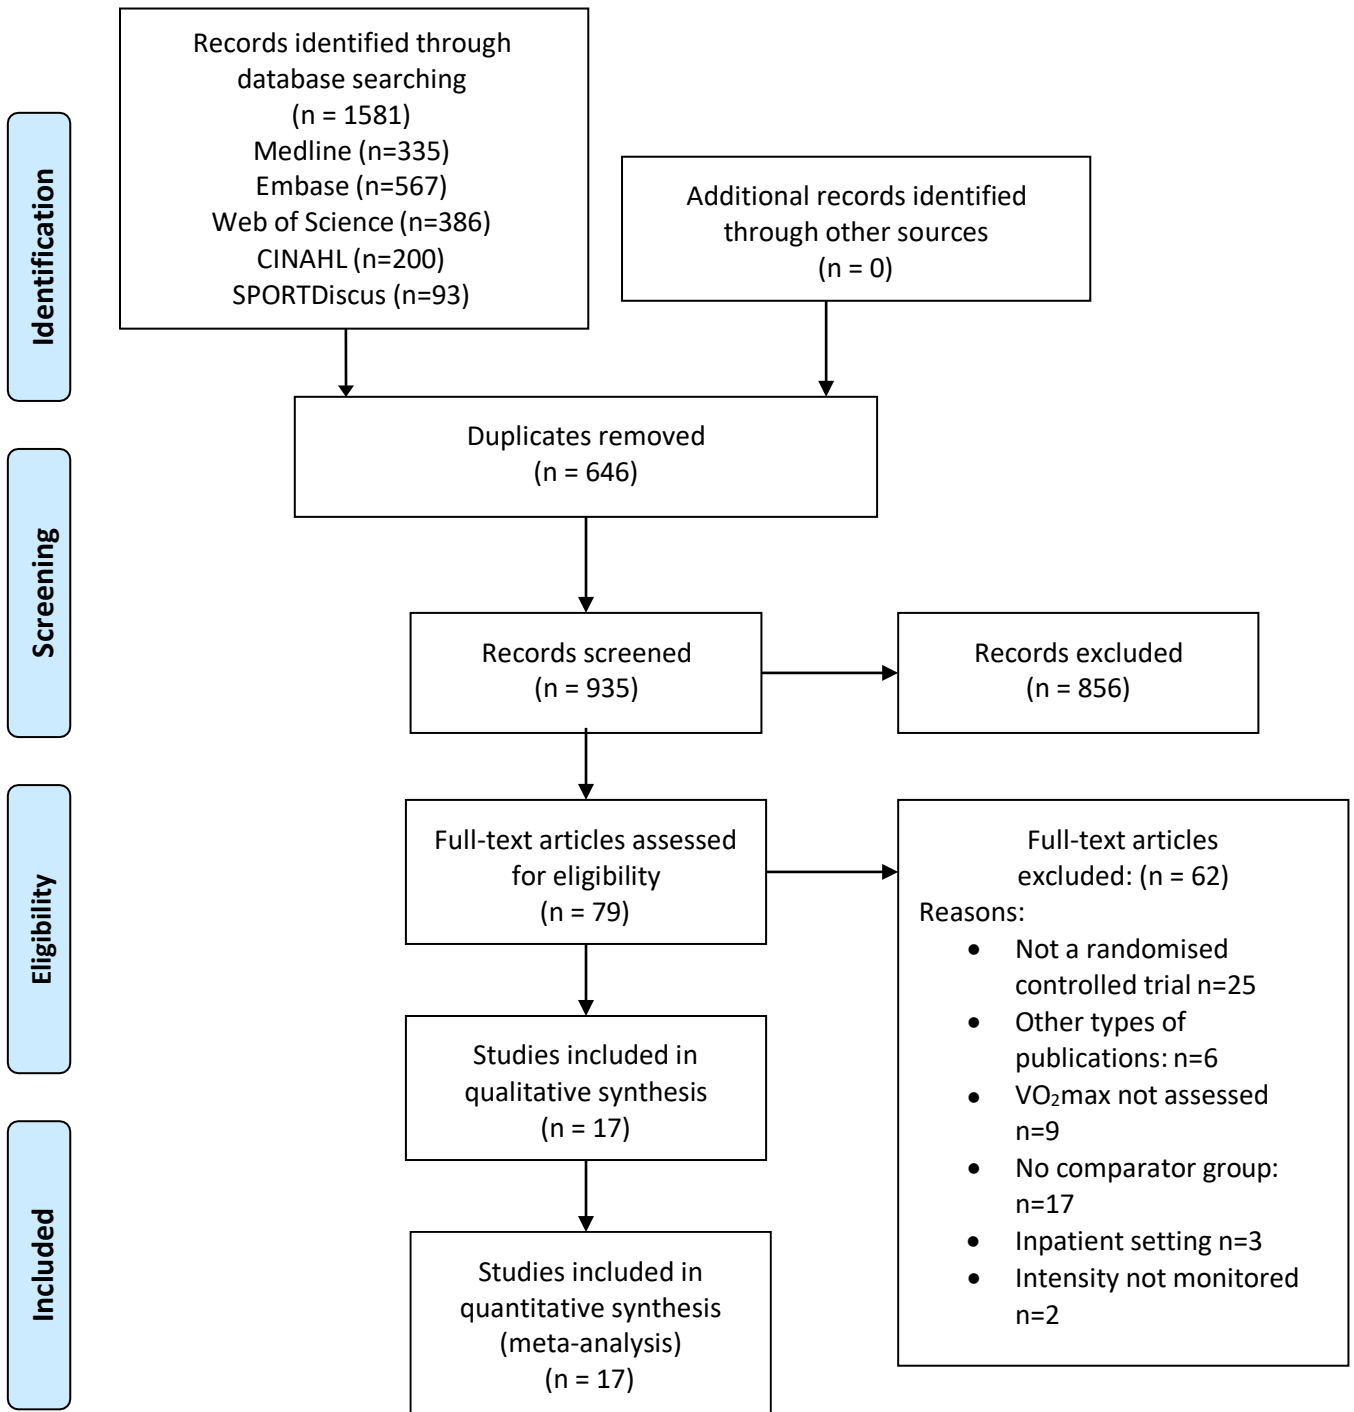 Records identified through
database searching
(n = 1581)
Medline (n=335)
Embase (n=567)
Web of Science (n=386)
CINAHL (n=200)
SPORTDiscus (n=93)
Additional records identified
through other sources
(n = 0)
Identification
Duplicates removed
(n = 646)
Screening
Records screened
(n = 935)
Records excluded
(n = 856)
Eligibility
Full-text articles assessed
for eligibility
(n = 79)
Full-text articles
excluded: (n = 62)
Reasons:
• Not a randomised
controlled trial n=25
• Other types of
publications: n=6
• VO₂max not assessed
n=9
• No comparator group:
n=17
• Inpatient setting n=3
• Intensity not monitored
n=2
Studies included in
qualitative synthesis
(n = 17)
Included
Studies included in
quantitative synthesis
(meta-analysis)
(n = 17)